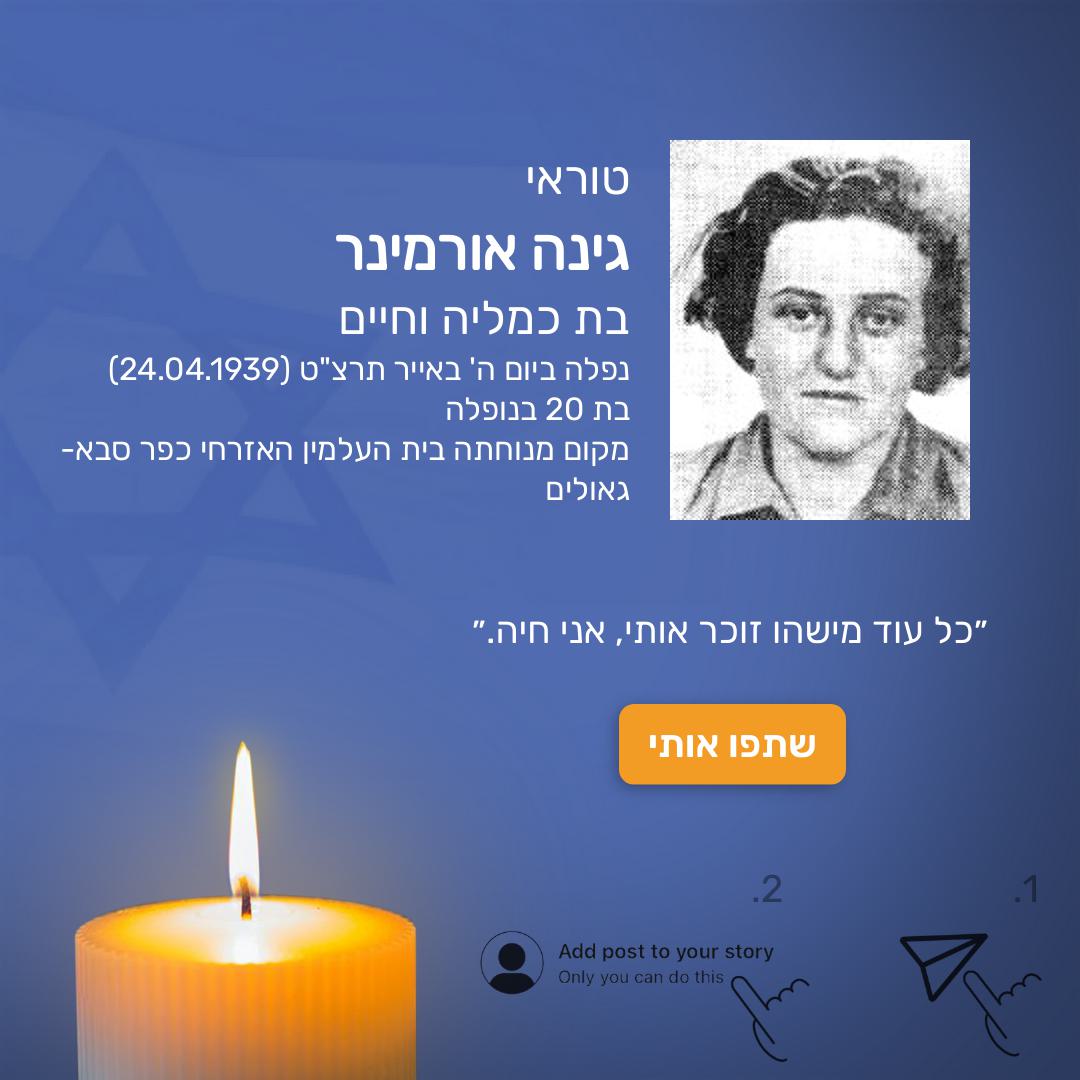 טוראי
גינה אורמינר
בת כמליה וחיים
נפלה ביום ה' באייר תרצ"ט (24.04.1939)
בת 20 בנופלה
מקום מנוחתה בית העלמין האזרחי כפר סבא-
גאולים
״כל עוד מישהו זוכר אותי, אני חיה.״
שתפו אותי
.1
.2
Add post to your story
Only you can do this